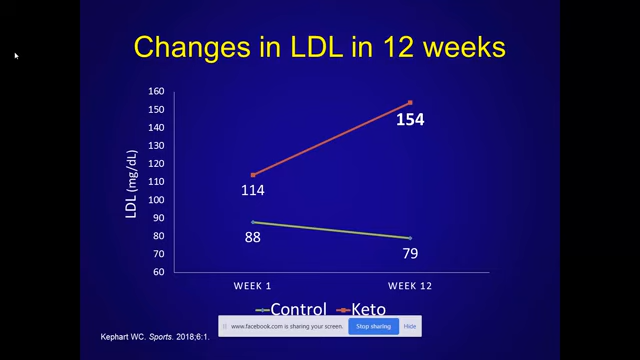 Changes in LDL in 12 weeks
160
150
140
130
120
110
100
90
80
70
60
LDL (mg/dL)
154
114
88
79
WEEK 1
WEEK 12
Control
Keto
www.facebook.com is sharing your screen.
Stop sharing
Hide
Kephart WC. Sports. 2018;6:1.